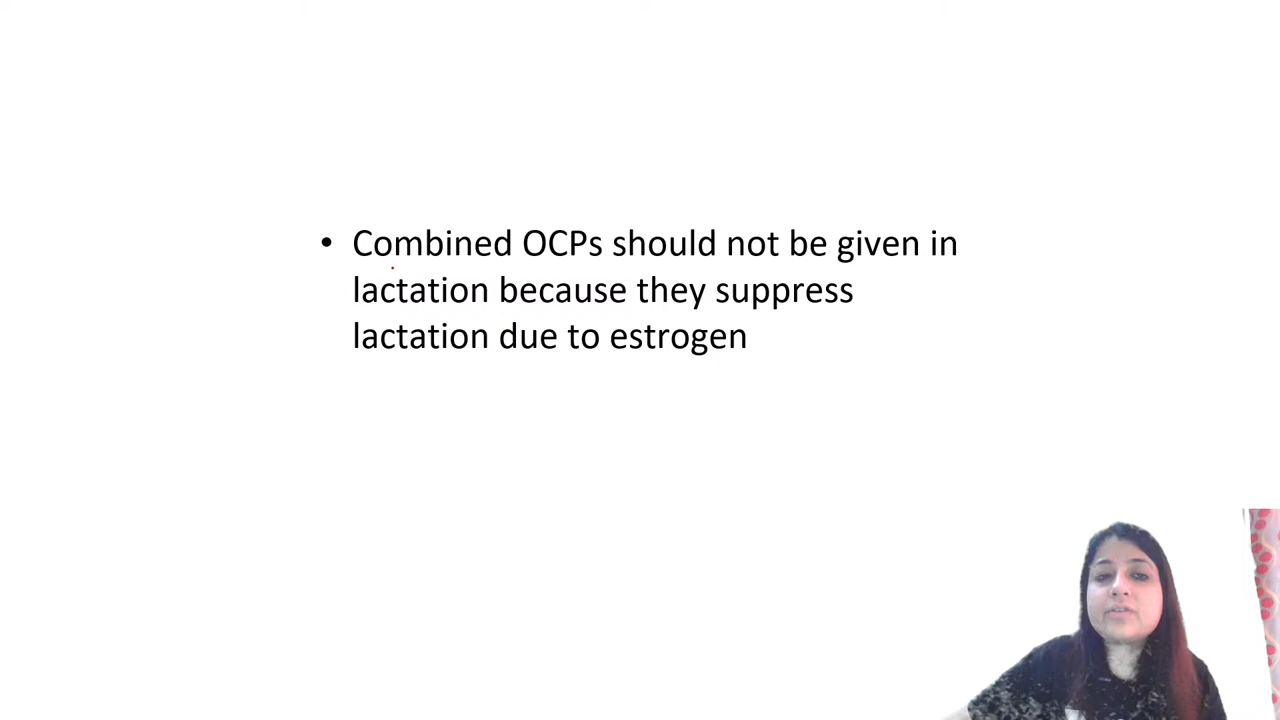 • Combined OCPs should not be given in
lactation because they suppress
lactation due to estrogen